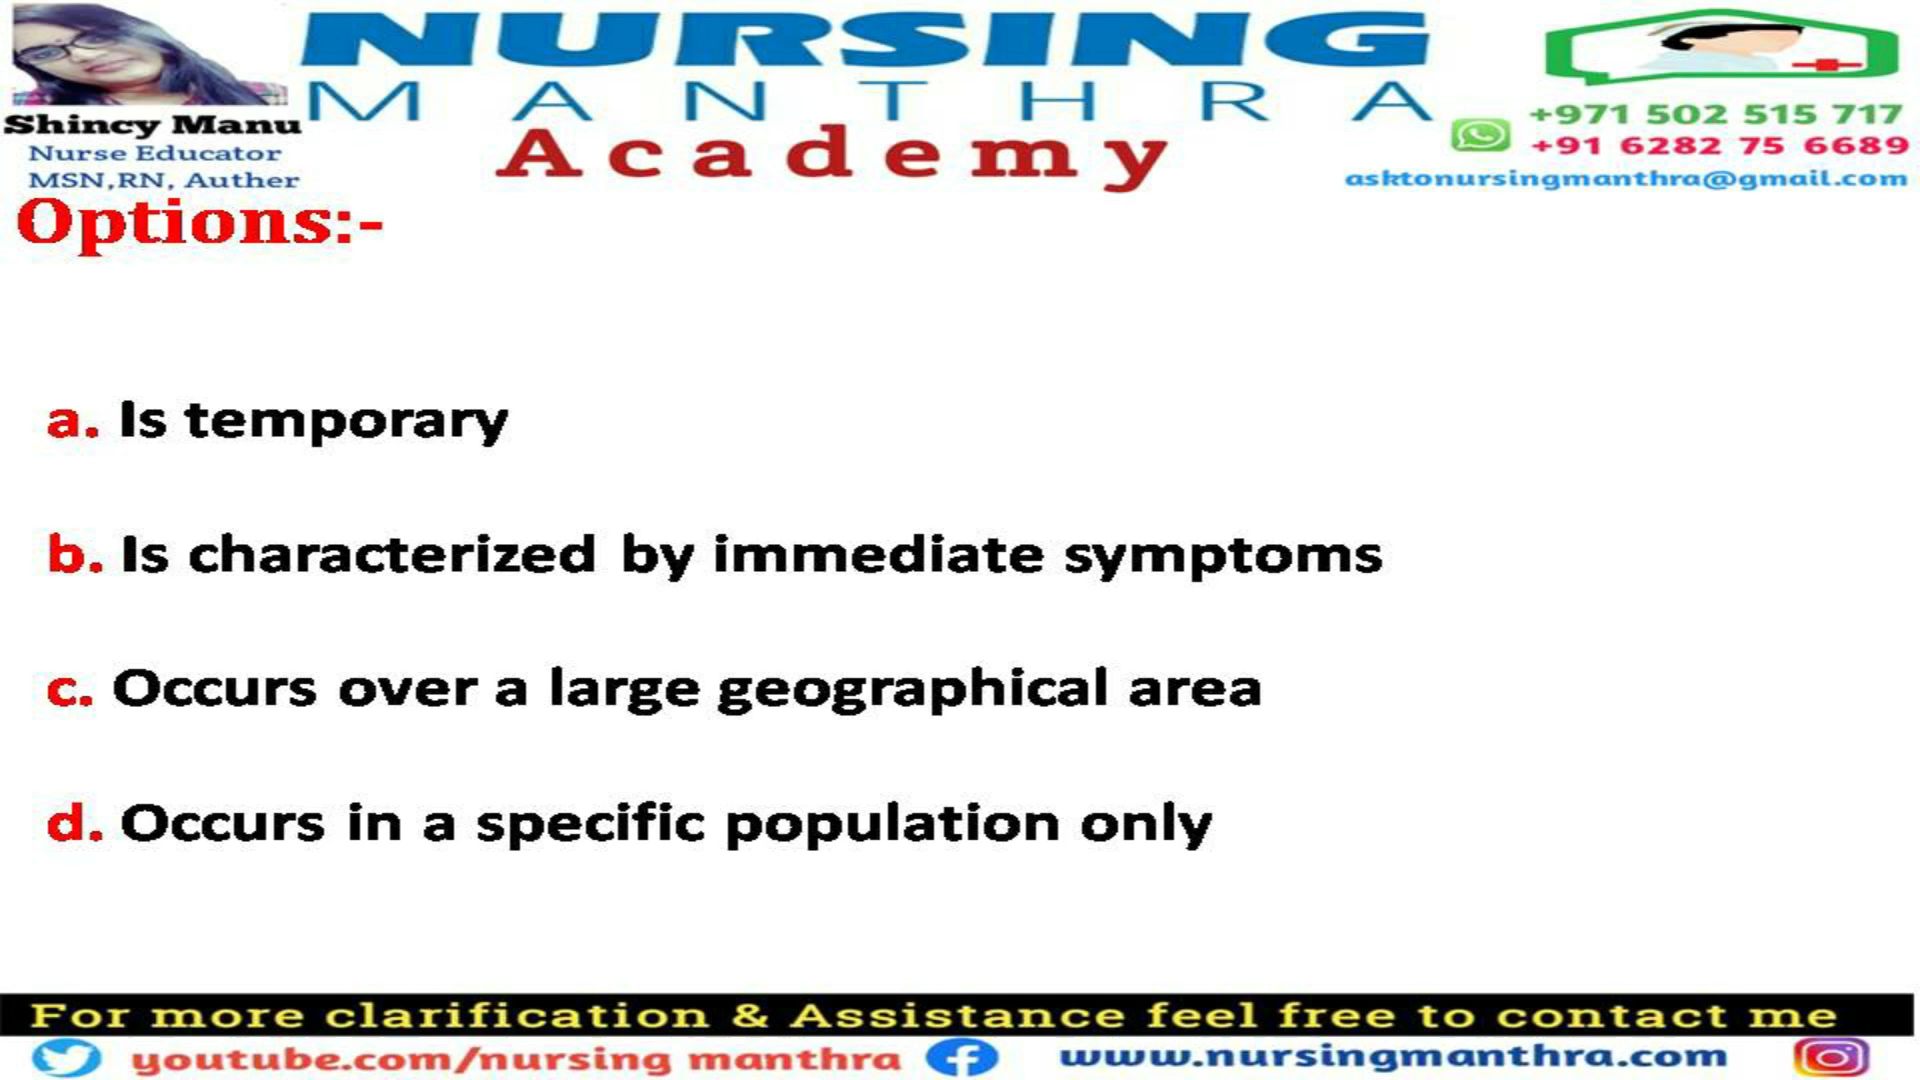 NURSING
MANTHRA
Academy
Shincy Manu
Nurse Educator
MSN,RN, Auther
+971 502 515 717
+91 6282 75 6689
asktonursingmanthra@gmail.com
Options:-
a. Is temporary
b. Is characterized by immediate symptoms
c. Occurs over a large geographical area
d. Occurs in a specific population only
For more clarification & Assistance feel free to contact me
youtube.com/nursing manthra
www.nursingmanthra.com